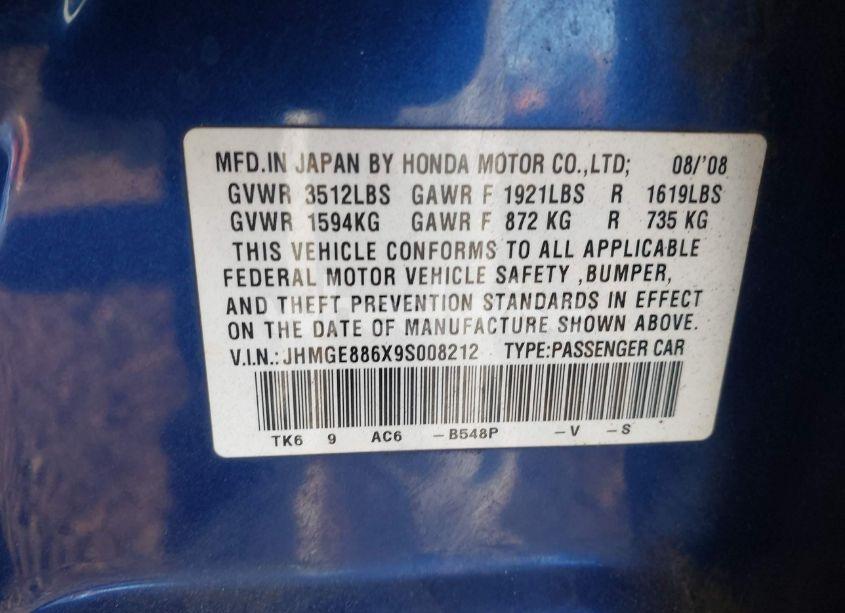 MFD.IN JAPAN BY HONDA MOTOR CO.,LTD; 08/'08
GVWR 3512LBS GAWR F 1921LBS R 1619LBS
GVWR 1594KG GAWR F 872 KG R 735 KG
THIS VEHICLE CONFORMS TO ALL APPLICABLE
FEDERAL MOTOR VEHICLE SAFETY ,BUMPER,
AND THEFT PREVENTION STANDARDS IN EFFECT
ON THE DATE OF MANUFACTURE SHOWN ABOVE.
V.I.N.: JHMGE886X9S008212 TYPE:PASSENGER CAR
TK6 9 AC6 –B548P –V –S